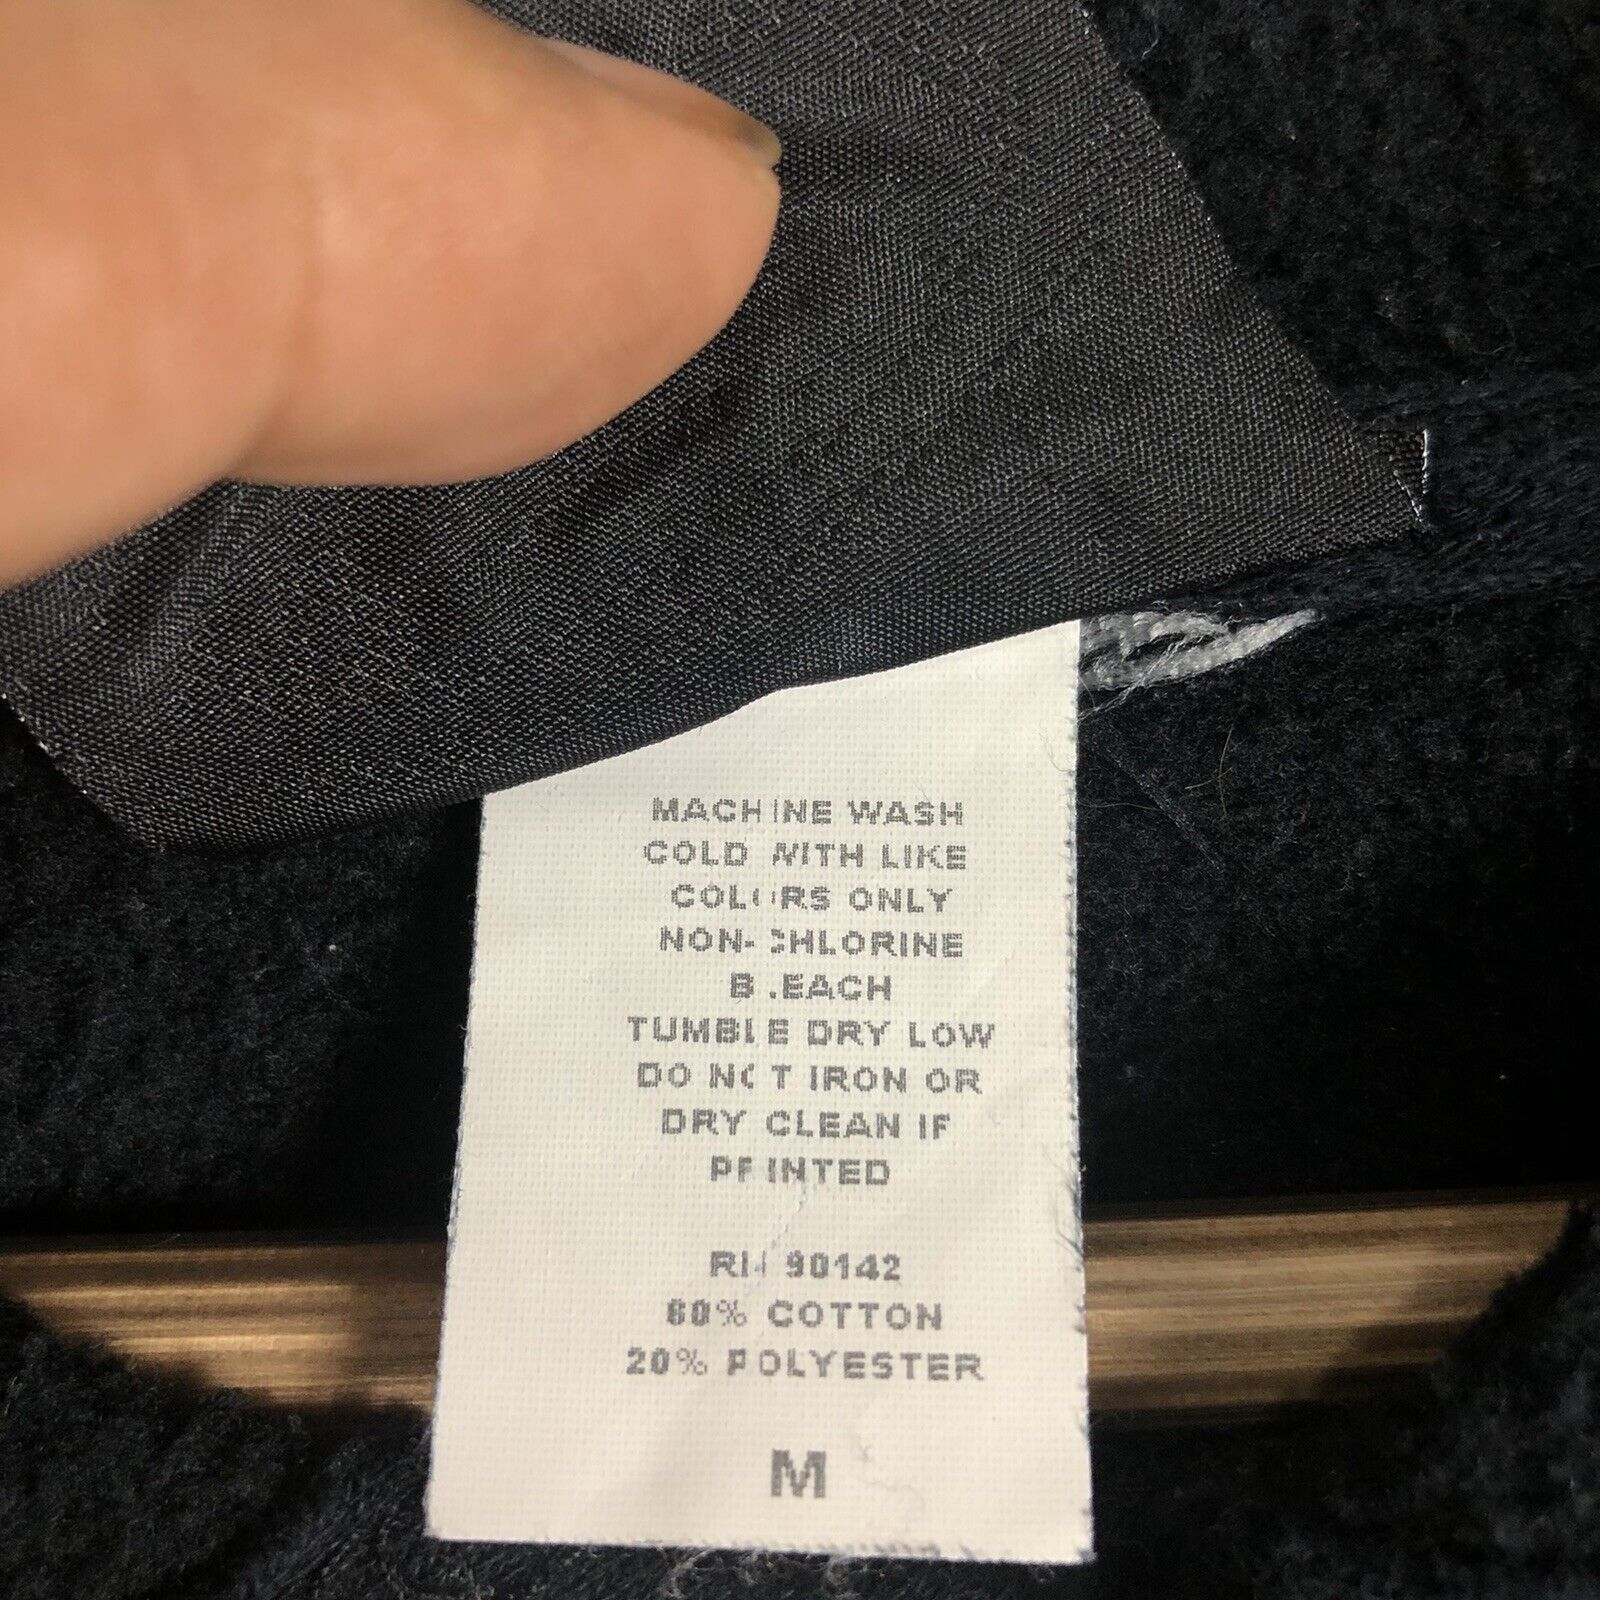 MACHINE WASH
COLD WITH LIKE
COLORS ONLY
NON-CHLORINE
BLEACH
TUMBLE DRY LOW
DO NOT IRON OR
DRY CLEAN IF
PRINTED
RN 90142
80% COTTON
20% POLYESTER
M